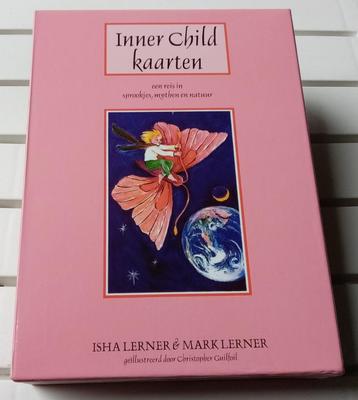 Inner Child
kaarten
een reis in
sprookjes, mythen en natuur
ISHA LERNER & MARK LERNER
geïllustreerd door Christopher Guilfoil